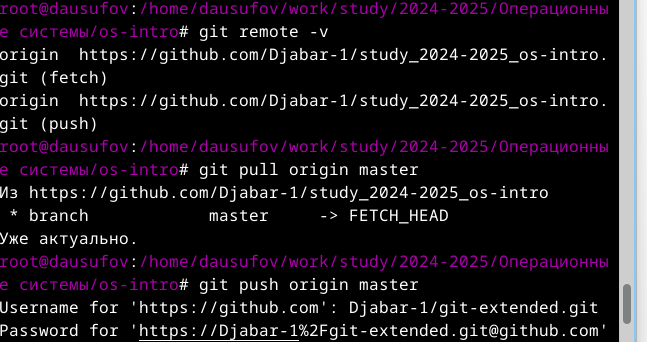 root@dausufov:/home/dausufov/work/study/2024-2025/Операционны
е системы/os-intro# git remote -v
origin  https://github.com/Djabar-1/study_2024-2025_os-intro.
git (fetch)
origin  https://github.com/Djabar-1/study_2024-2025_os-intro.
git (push)
root@dausufov:/home/dausufov/work/study/2024-2025/Операционны
е системы/os-intro# git pull origin master
Из https://github.com/Djabar-1/study_2024-2025_os-intro
 * branch            master     -> FETCH_HEAD
Уже актуально.
root@dausufov:/home/dausufov/work/study/2024-2025/Операционны
е системы/os-intro# git push origin master
Username for 'https://github.com': Djabar-1/git-extended.git
Password for 'https://Djabar-1%2Fgit-extended.git@github.com'